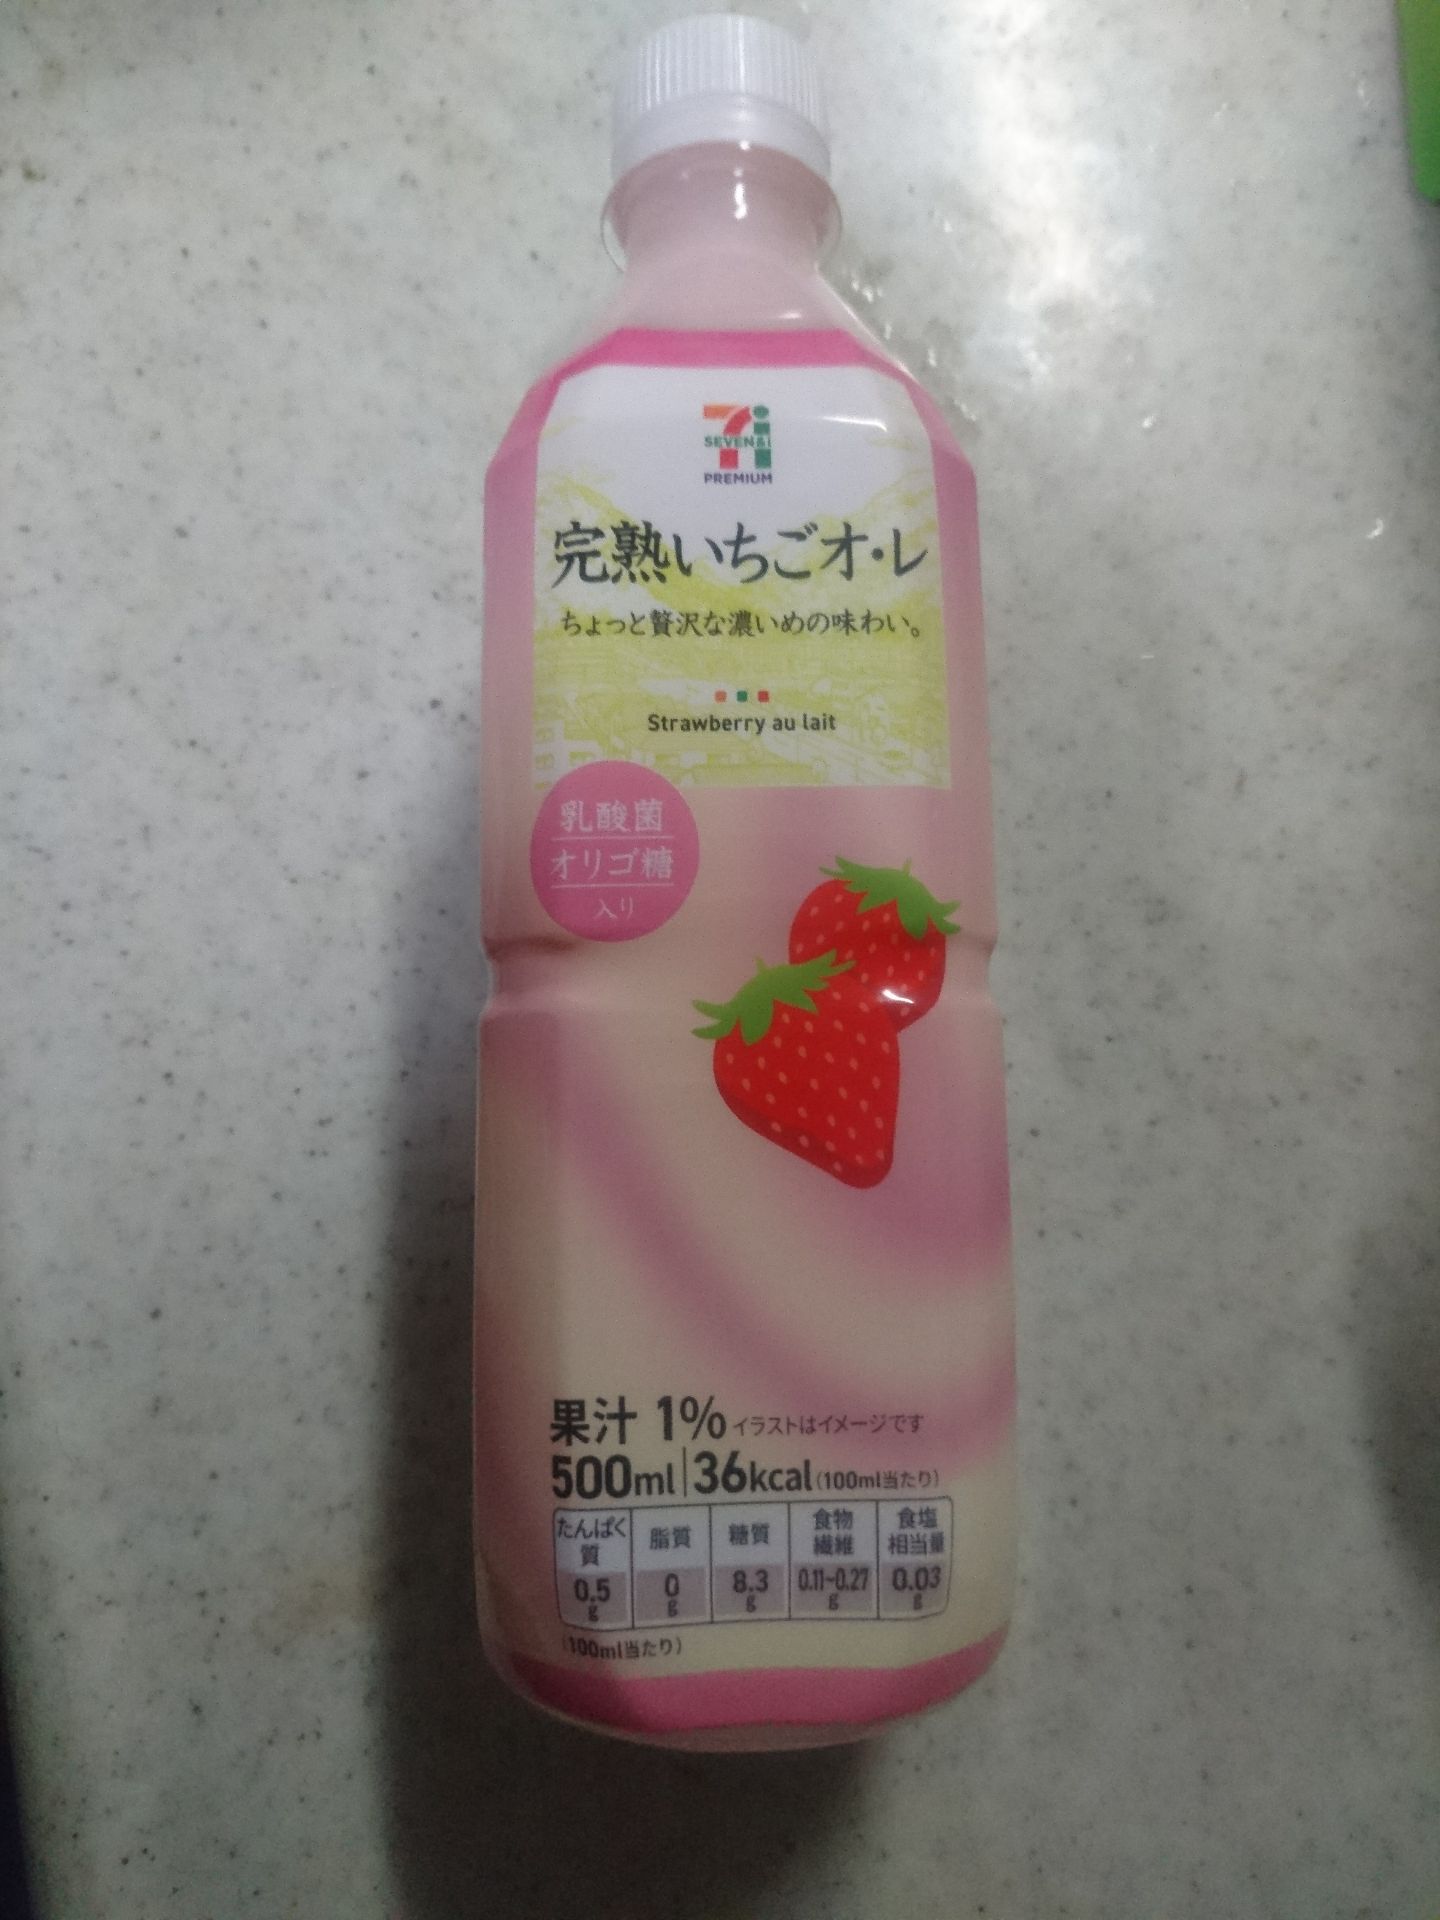 SEVEN&i
PREMIUM
完熟いちごオ・レ
ちょっと贅沢な濃いめの味わい。
Strawberry au lait
乳酸菌
オリゴ糖
入り
果汁 1% イラストはイメージです
500ml 36kcal (100ml当たり)
たんぱく質 脂質 糖質 食物繊維 食塩相当量
0.5g 0g 8.3g 0.11~0.27g 0.03g
(100ml当たり)